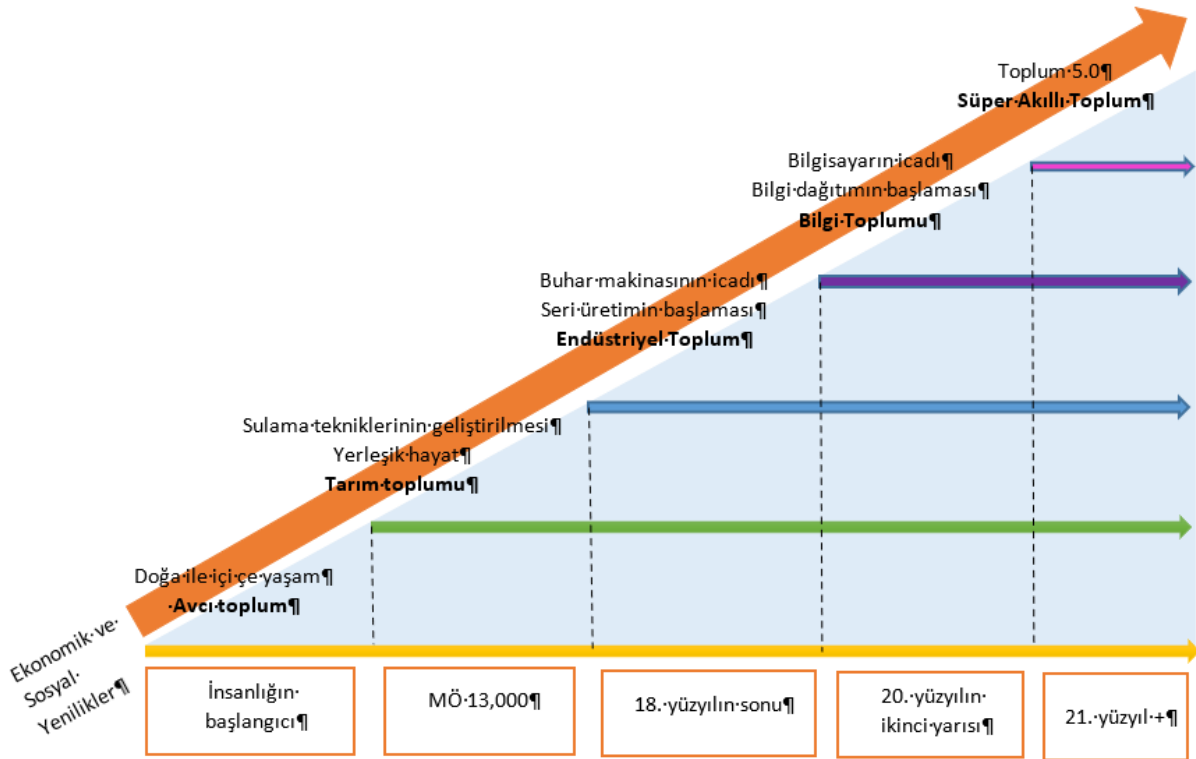 Toplum·5.0¶
Süper·Akıllı·Toplum¶
Bilgisayarın·icadı¶
Bilgi·dağıtımın·başlaması¶
Bilgi·Toplumu¶
Buhar·makinasının·icadı¶
Seri·üretimin·başlaması¶
Endüstriyel·Toplum¶
Sulama·tekniklerinin·geliştirilmesi¶
Yerleşik·hayat¶
Tarım·toplumu¶
Doğa·ile·içi·çe·yaşam¶
·Avcı·toplum¶
Ekonomik·ve·
Sosyal·
Yenilikler¶
İnsanlığın·
başlangıcı¶
MÖ·13,000¶
18.·yüzyılın·sonu¶
20.·yüzyılın·
ikinci·yarısı¶
21.·yüzyıl·+¶